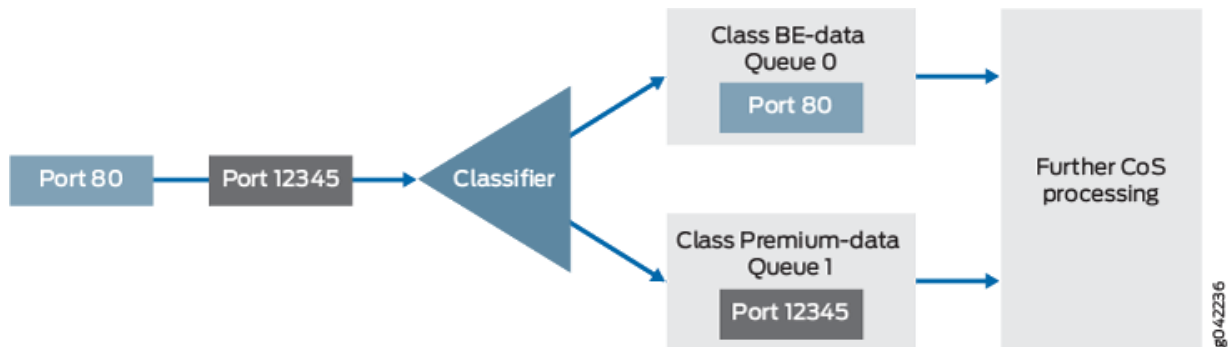 Port 80
Port 12345
Classifier
Class BE-data
Queue 0
Port 80
Class Premium-data
Queue 1
Port 12345
Further CoS
processing
g042236